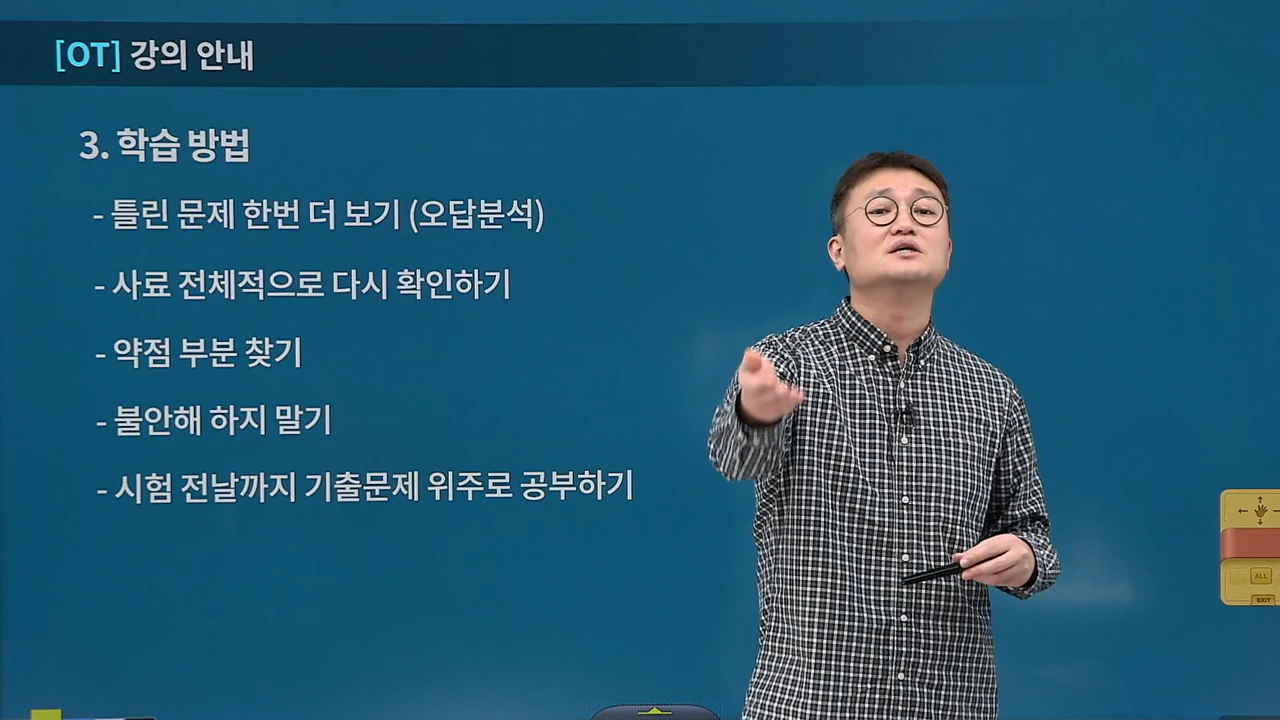 [OT] 강의 안내
3. 학습 방법
- 틀린 문제 한번 더 보기 (오답분석)
- 사료 전체적으로 다시 확인하기
- 약점 부분 찾기
- 불안해 하지 말기
- 시험 전날까지 기출문제 위주로 공부하기
ALL
EXIT